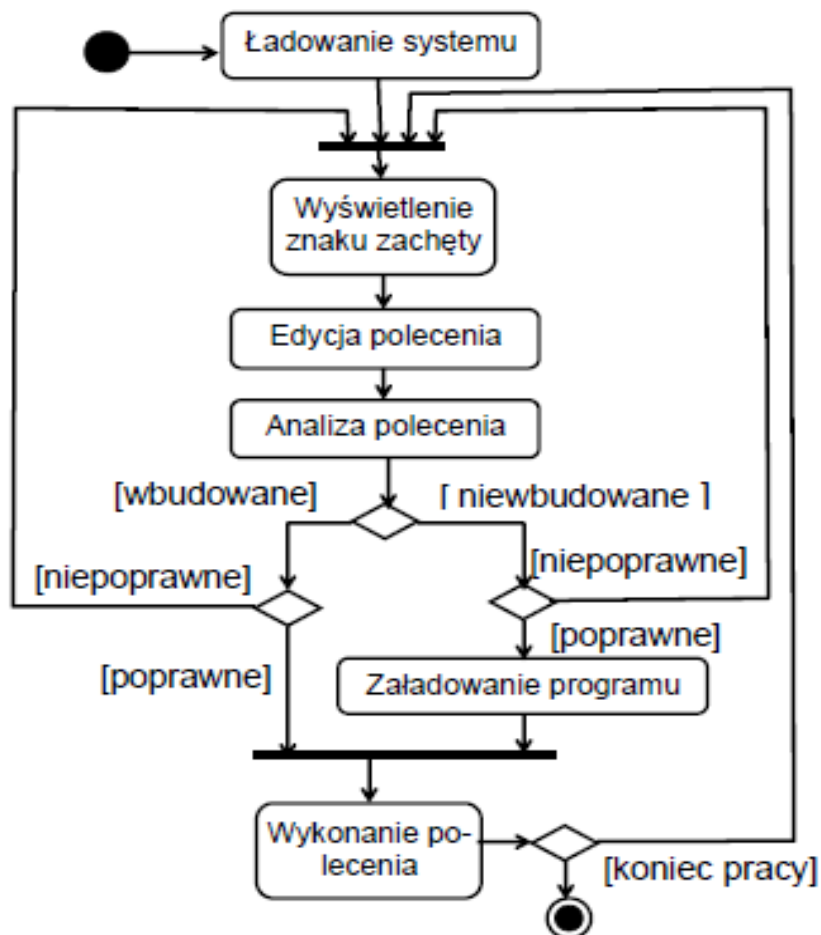 Ładowanie systemu
Wyświetlenie
znaku zachęty
Edycja polecenia
Analiza polecenia
[wbudowane]
[ niewbudowane ]
[niepoprawne]
[niepoprawne]
[poprawne]
[poprawne]
Załadowanie programu
Wykonanie po-
lecenia
[koniec pracy]